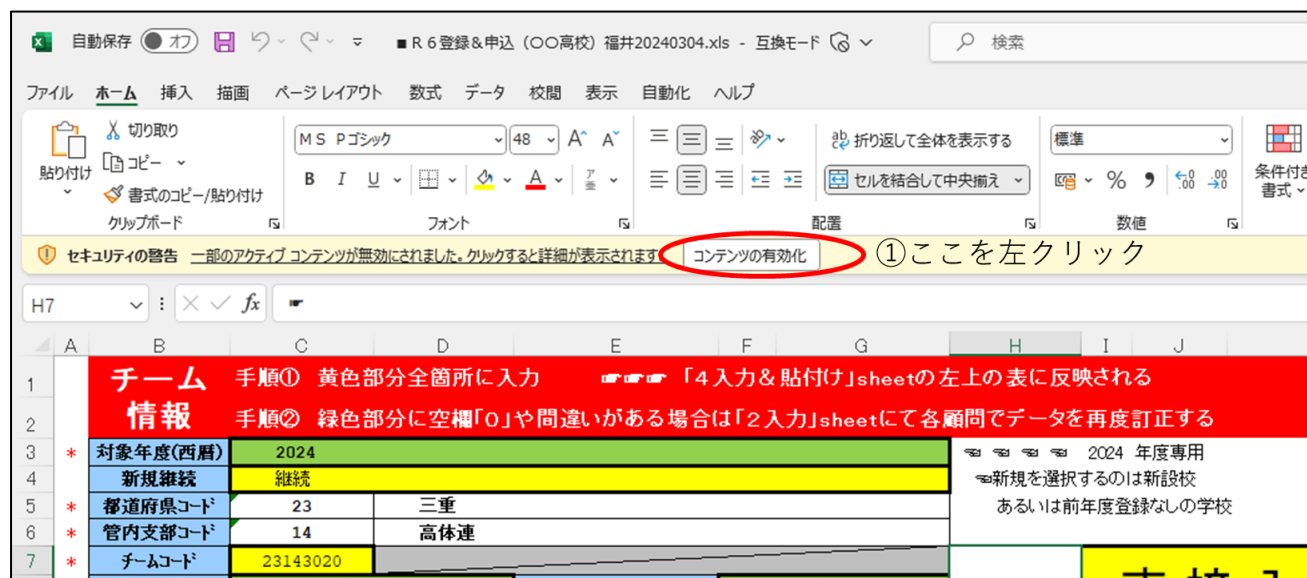 自動保存 オフ ■R６登録&申込（〇〇高校）福井20240304.xls - 互換モード 検索
ファイル ホーム 挿入 描画 ページ レイアウト 数式 データ 校閲 表示 自動化 ヘルプ
切り取り MS Pゴシック 48 A A 折り返して全体を表示する 標準
貼り付け コピー
書式のコピー/貼り付け B I U A ア亜 セルを結合して中央揃え % 9 条件付き書式
クリップボード フォント 配置 数値
セキュリティの警告 一部のアクティブ コンテンツが無効にされました。クリックすると詳細が表示されます コンテンツの有効化 ①ここを左クリック
H7 fx ☛
A B C D E F G H I J
1 チーム 手順① 黄色部分全箇所に入力 ☛☛☛ 「４入力＆貼付け」sheetの左上の表に反映される
2 情報 手順② 緑色部分に空欄「0」や間違いがある場合は「２入力」sheetにて各顧問でデータを再度訂正する
3 * 対象年度(西暦) 2024 ☜ ☜ ☜ ☜ 2024 年度専用
4 新規継続 継続 ☜新規を選択するのは新設校
5 * 都道府県コード 23 三重 あるいは前年度登録なしの学校
6 * 管内支部コード 14 高体連
7 * チームコード 23143020